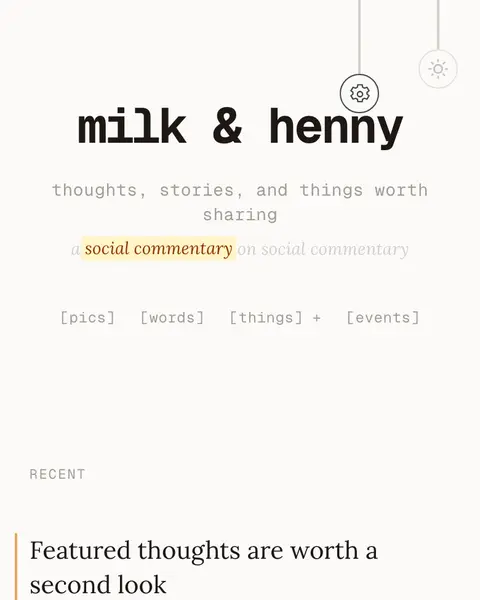 milk & henny
thoughts, stories, and things worth
sharing
a social commentary on social commentary
[pics] [words] [things] + [events]
RECENT
Featured thoughts are worth a
second look